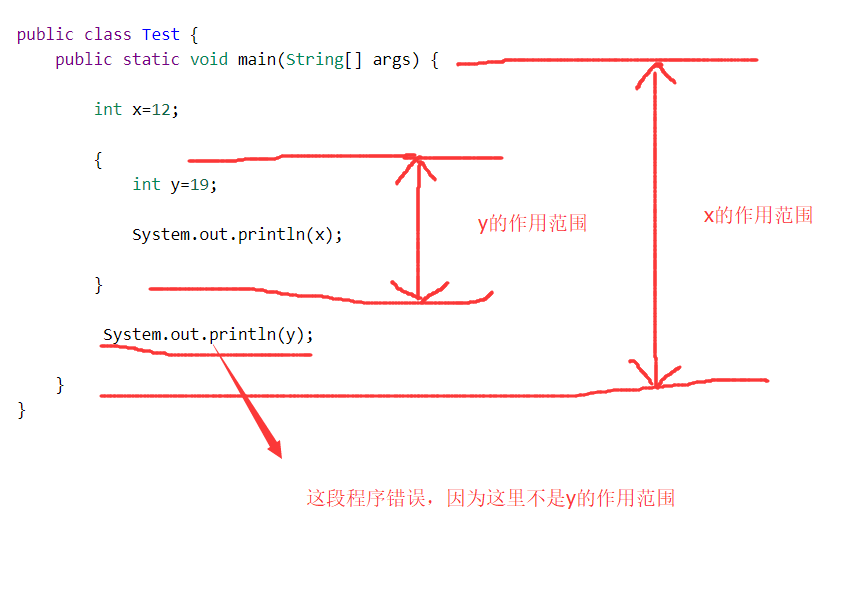 public class Test {
public static void main(String[] args) {
int x=12;
{
int y=19;
System.out.println(x);
y的作用范围
x的作用范围
}
System.out.println(y);
}
}
这段程序错误，因为这里不是y的作用范围